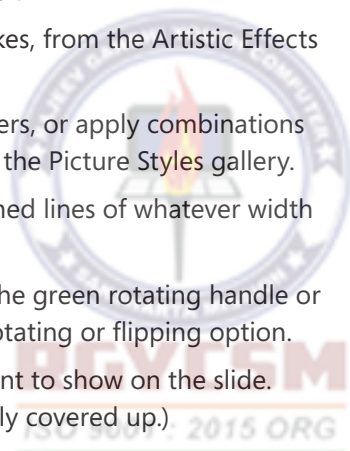 kes, from the Artistic Effects
ers, or apply combinations
the Picture Styles gallery.
ned lines of whatever width
he green rotating handle or
otating or flipping option.
nt to show on the slide.
ly covered up.)
RGYCSM
ISO 9001 : 2015 ORG